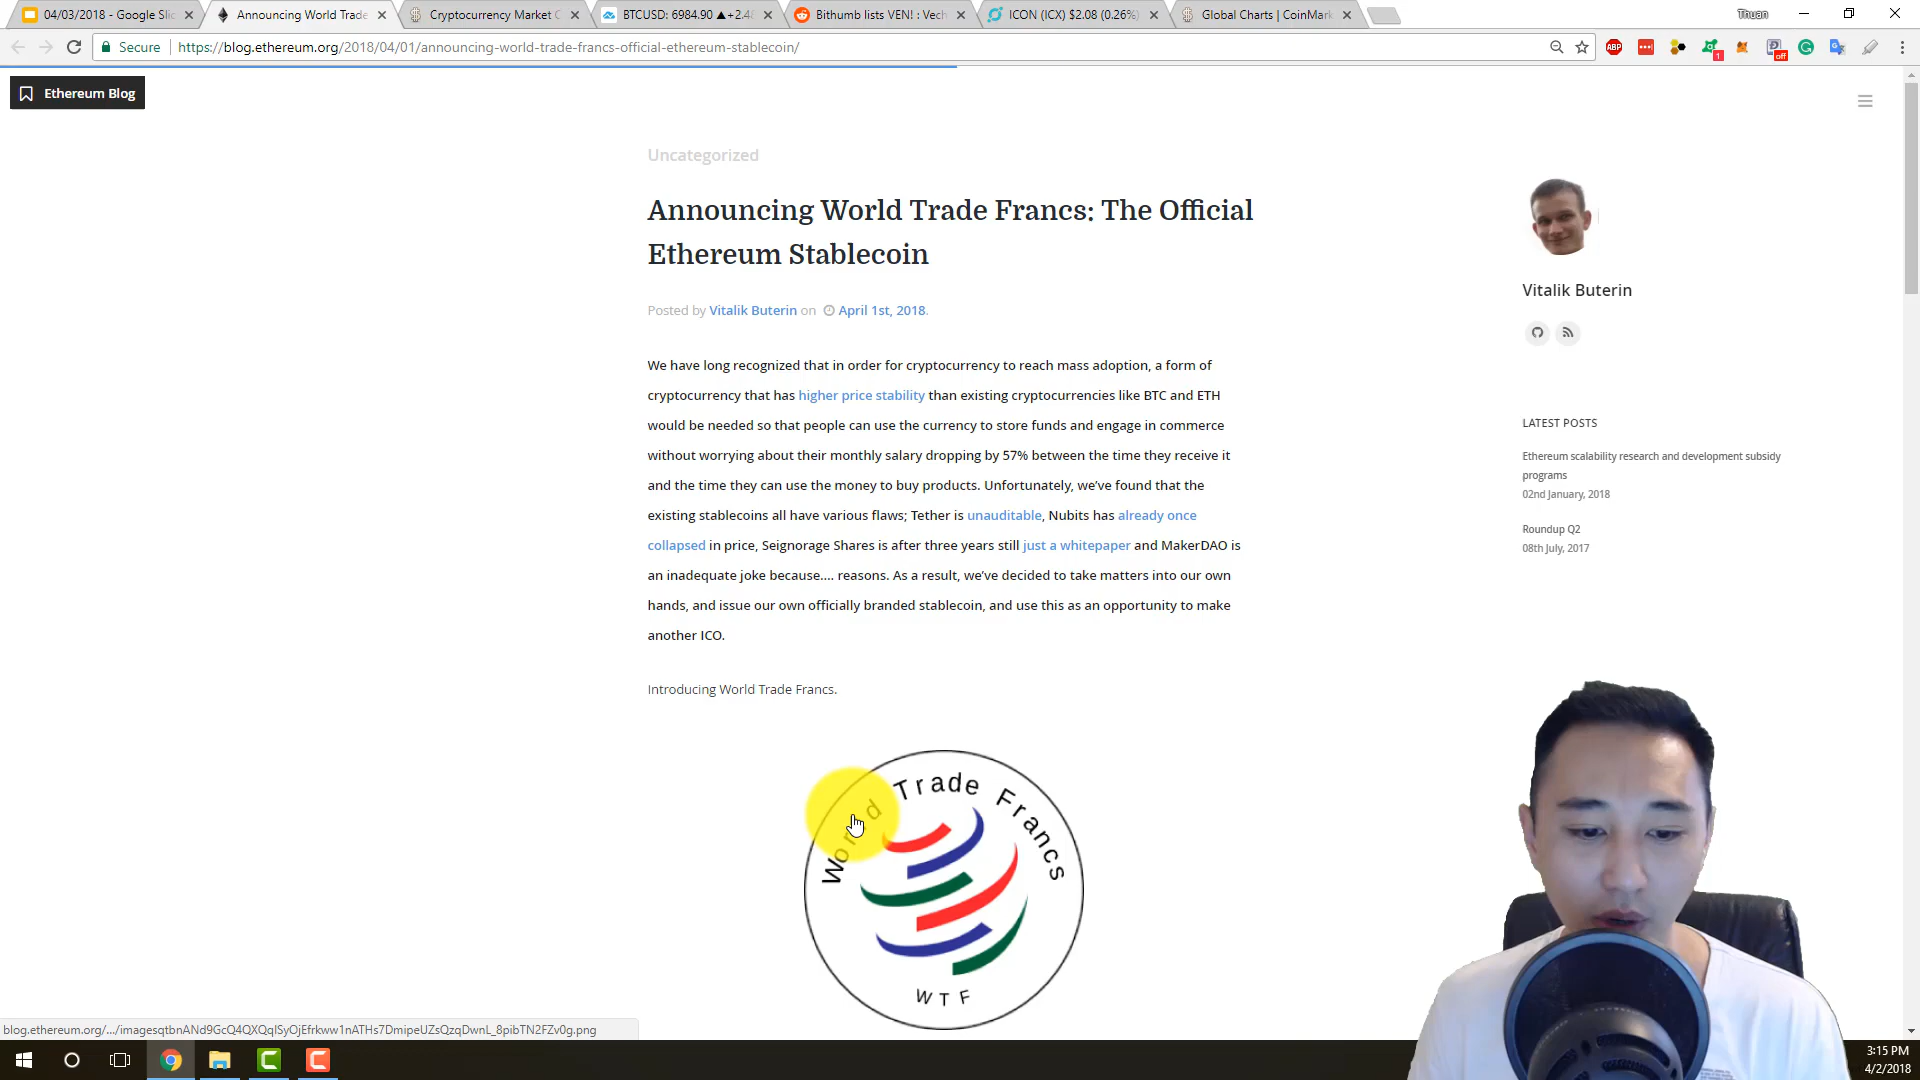 04/03/2018 - Google Slic
Announcing World Trade
Cryptocurrency Market C
BTCUSD: 6984.90 ▲+2.48
Bithumb lists VEN! : Vech
ICON (ICX) $2.08 (0.26%)
Global Charts | CoinMark
Thuan
Secure
https://blog.ethereum.org/2018/04/01/announcing-world-trade-francs-official-ethereum-stablecoin/
ABP
1
off
Ethereum Blog
Uncategorized
Announcing World Trade Francs: The Official
Ethereum Stablecoin
Posted by Vitalik Buterin on April 1st, 2018.
We have long recognized that in order for cryptocurrency to reach mass adoption, a form of
cryptocurrency that has higher price stability than existing cryptocurrencies like BTC and ETH
would be needed so that people can use the currency to store funds and engage in commerce
without worrying about their monthly salary dropping by 57% between the time they receive it
and the time they can use the money to buy products. Unfortunately, we've found that the
existing stablecoins all have various flaws; Tether is unauditable, Nubits has already once
collapsed in price, Seignorage Shares is after three years still just a whitepaper and MakerDAO is
an inadequate joke because.... reasons. As a result, we've decided to take matters into our own
hands, and issue our own officially branded stablecoin, and use this as an opportunity to make
another ICO.
Introducing World Trade Francs.
World Trade Francs
WTF
Vitalik Buterin
LATEST POSTS
Ethereum scalability research and development subsidy
programs
02nd January, 2018
Roundup Q2
08th July, 2017
3:15 PM
4/2/2018